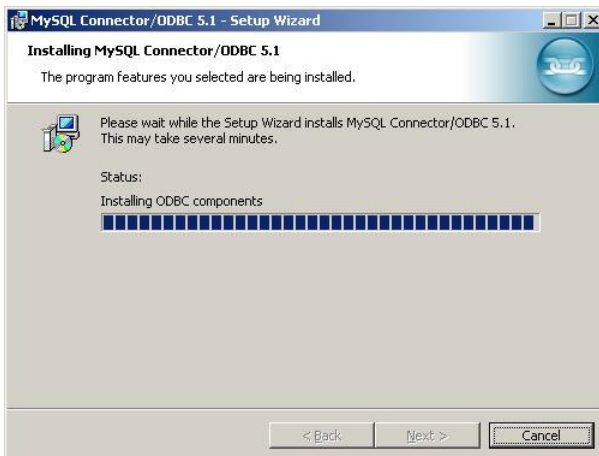 MySQL Connector/ODBC 5.1 - Setup Wizard
Installing MySQL Connector/ODBC 5.1
The program features you selected are being installed.
Please wait while the Setup Wizard installs MySQL Connector/ODBC 5.1.
This may take several minutes.
Status:
Installing ODBC components
< Back
Next >
Cancel